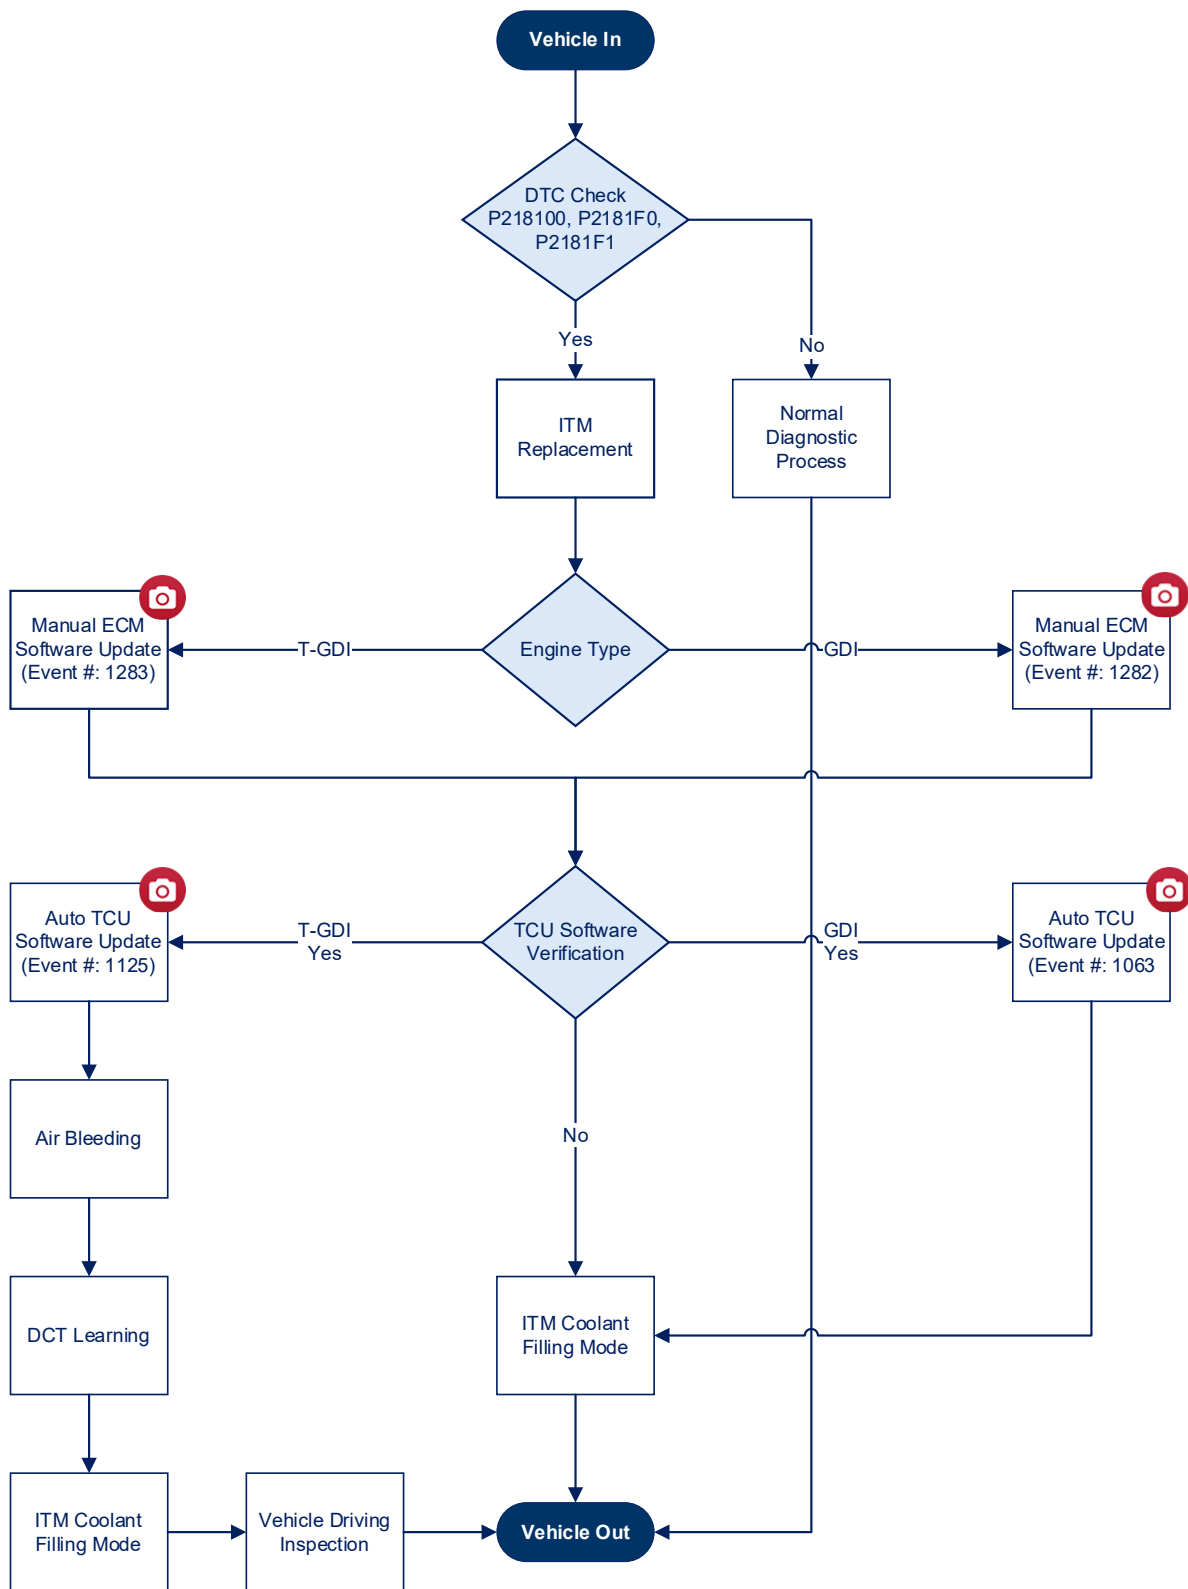 Vehicle In
DTC Check
P218100, P2181F0,
P2181F1
Yes
No
ITM
Replacement
Normal
Diagnostic
Process
Manual ECM
Software Update
(Event #: 1283)
T-GDI
Engine Type
GDI
Manual ECM
Software Update
(Event #: 1282)
Auto TCU
Software Update
(Event #: 1125)
T-GDI
Yes
TCU Software
Verification
GDI
Yes
Auto TCU
Software Update
(Event #: 1063
Air Bleeding
No
DCT Learning
ITM Coolant
Filling Mode
ITM Coolant
Filling Mode
Vehicle Driving
Inspection
Vehicle Out